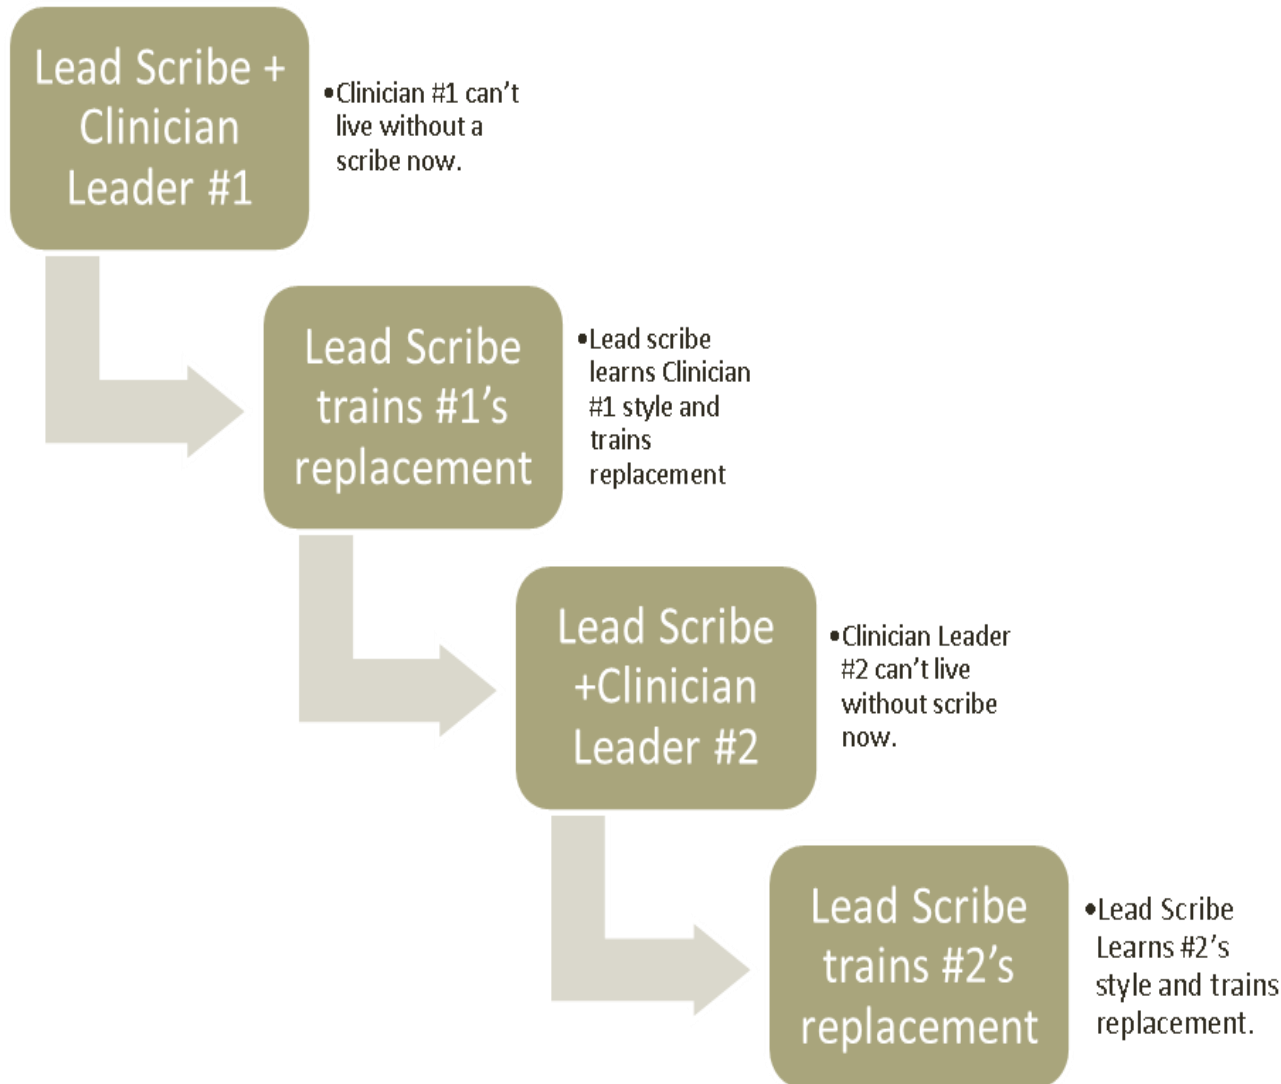 Lead Scribe +
Clinician
Leader #1
•Clinician #1 can't
live without a
scribe now.
Lead Scribe
trains #1's
replacement
•Lead scribe
learns Clinician
#1 style and
trains
replacement
Lead Scribe
+Clinician
Leader #2
•Clinician Leader
#2 can't live
without scribe
now.
Lead Scribe
trains #2's
replacement
•Lead Scribe
Learns #2's
style and trains
replacement.